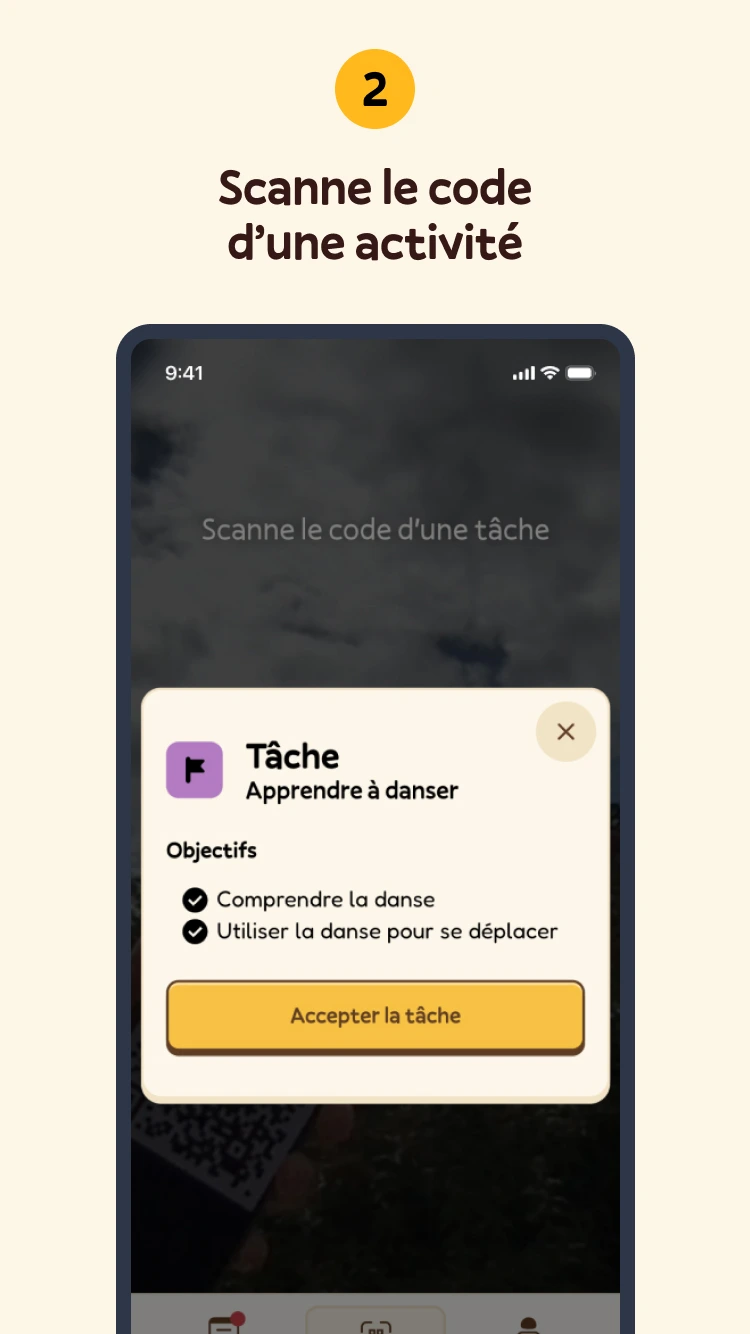 2
Scanne le code
d’une activité
9:41
Scanne le code d'une tâche
Tâche
Apprendre à danser
Objectifs
Comprendre la danse
Utiliser la danse pour se déplacer
Accepter la tâche